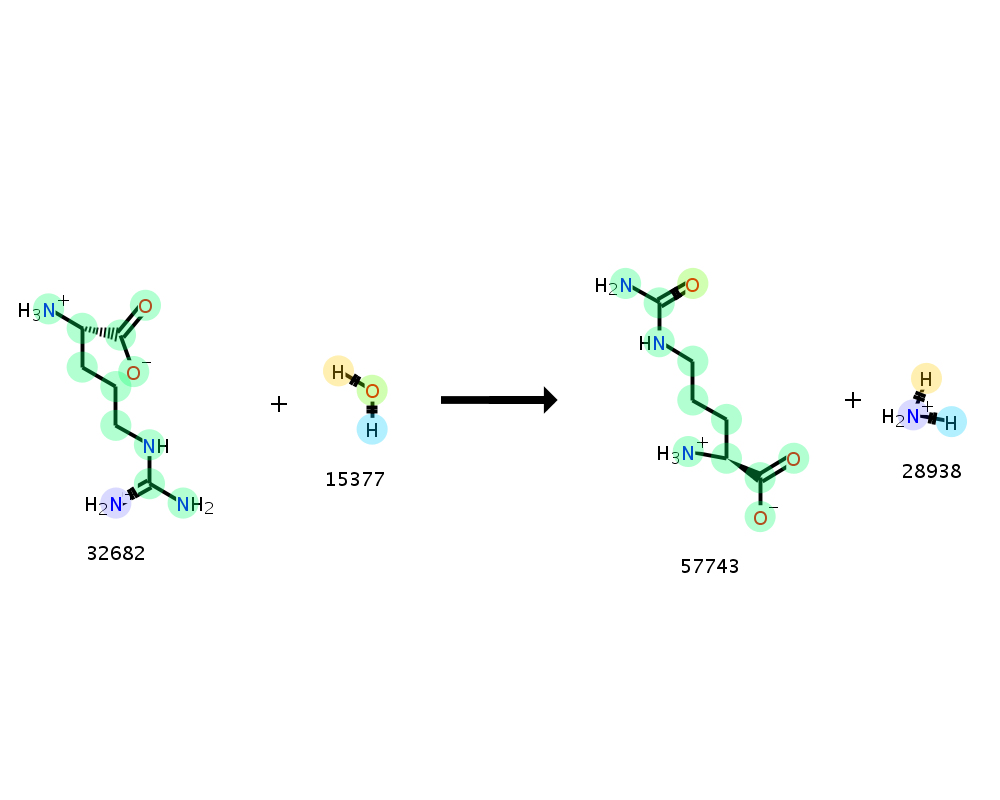 H₃N⁺ O
O⁻
NH
H₂N⁺ NH₂
32682
+
H O
H
15377
H₂N O
HN
H₃N⁺ O
O⁻
57743
+
H
H₂N⁺ H
28938